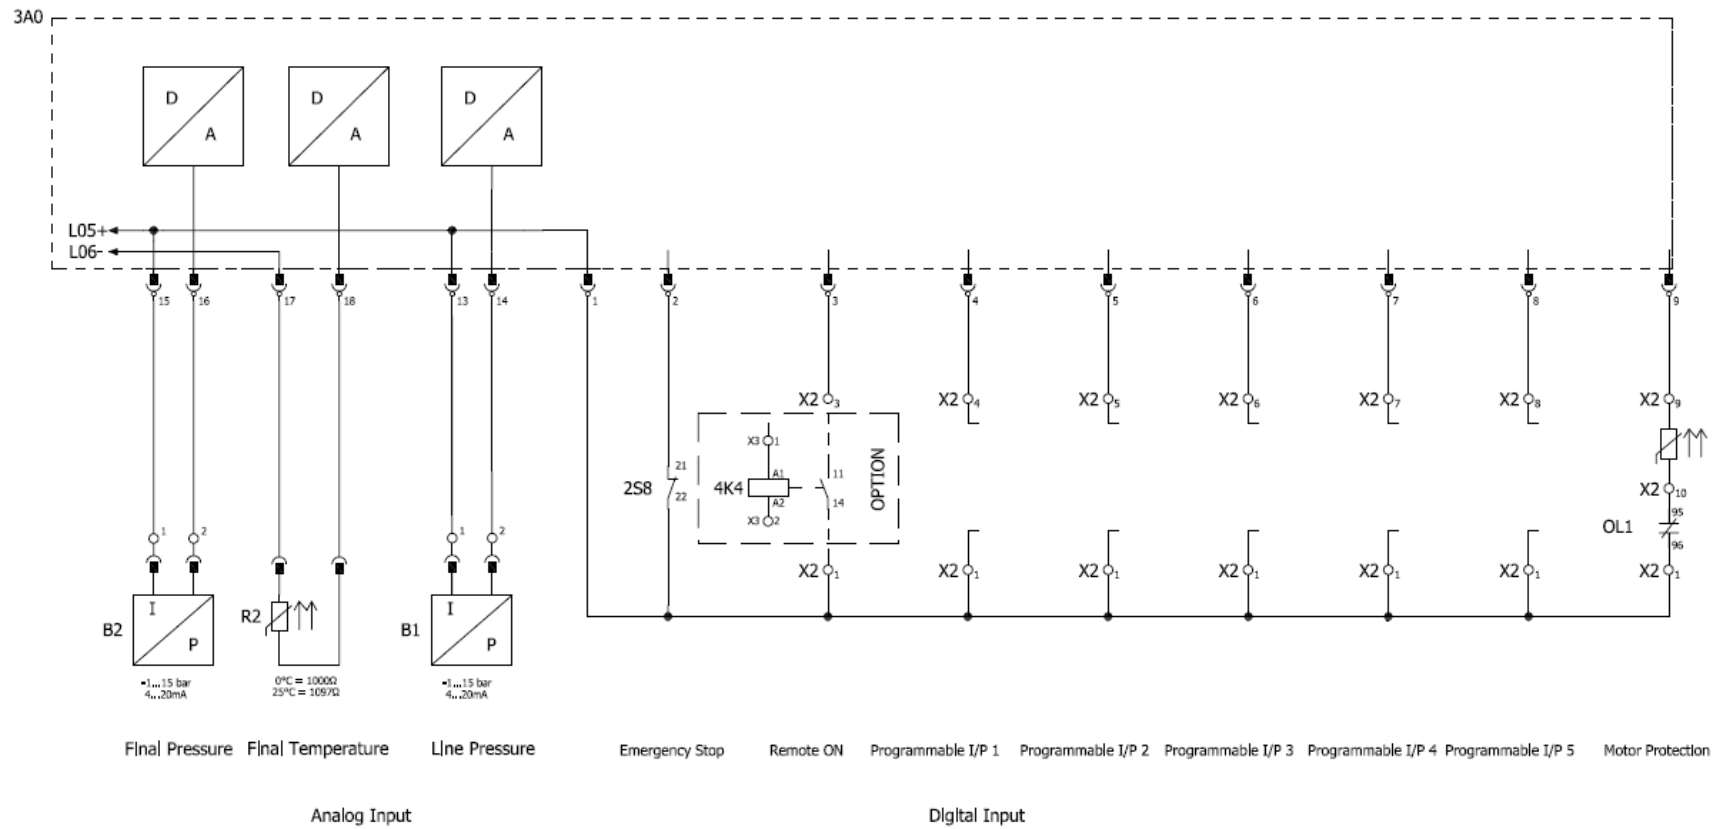 3A0
D D D
A A A
L05+
L06-
15 16 17 18 13 14 1 2 3 4 5 6 7 8 9
X2 3 X2 4 X2 5 X2 6 X2 7 X2 8 X2 9
X3 1
21 A1 11
2S8 4K4 OPTION X2 10
22 A2 14
X3 2
95
OL1
96
1 2 1 2
X2 1 X2 1 X2 1 X2 1 X2 1 X2 1 X2 1
I I
B2 R2 B1
P P
-1...15 bar 0°C = 1000Ω -1...15 bar
4...20mA 25°C = 1097Ω 4...20mA
Final Pressure Final Temperature Line Pressure Emergency Stop Remote ON Programmable I/P 1 Programmable I/P 2 Programmable I/P 3 Programmable I/P 4 Programmable I/P 5 Motor Protection
Analog Input Digital Input